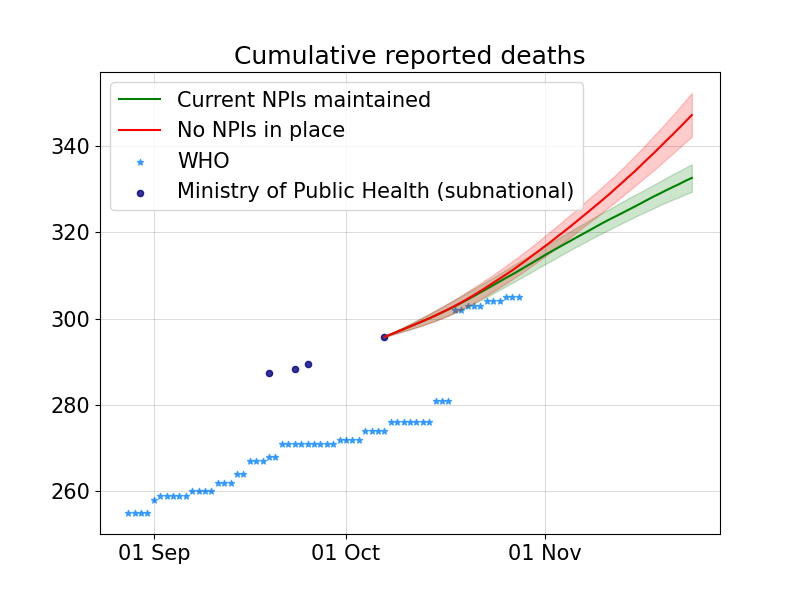 Cumulative reported deaths
Current NPIs maintained
No NPIs in place
WHO
Ministry of Public Health (subnational)
340
320
300
280
260
01 Sep
01 Oct
01 Nov